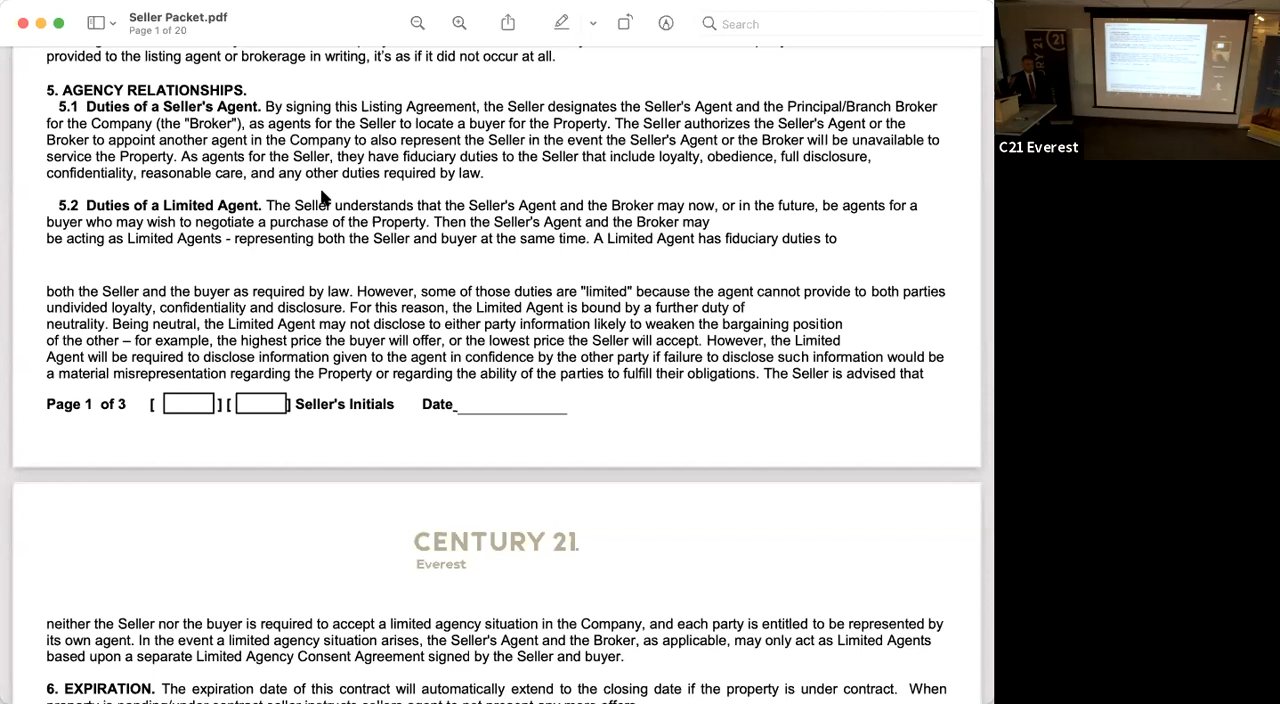 Seller Packet.pdf
Page 1 of 20
Search
provided to the listing agent or brokerage in writing, it's as if it did not occur at all.
5. AGENCY RELATIONSHIPS.
5.1 Duties of a Seller's Agent. By signing this Listing Agreement, the Seller designates the Seller's Agent and the Principal/Branch Broker
for the Company (the "Broker"), as agents for the Seller to locate a buyer for the Property. The Seller authorizes the Seller's Agent or the
Broker to appoint another agent in the Company to also represent the Seller in the event the Seller's Agent or the Broker will be unavailable to
service the Property. As agents for the Seller, they have fiduciary duties to the Seller that include loyalty, obedience, full disclosure,
confidentiality, reasonable care, and any other duties required by law.
5.2 Duties of a Limited Agent. The Seller understands that the Seller's Agent and the Broker may now, or in the future, be agents for a
buyer who may wish to negotiate a purchase of the Property. Then the Seller's Agent and the Broker may
be acting as Limited Agents - representing both the Seller and buyer at the same time. A Limited Agent has fiduciary duties to
both the Seller and the buyer as required by law. However, some of those duties are "limited" because the agent cannot provide to both parties
undivided loyalty, confidentiality and disclosure. For this reason, the Limited Agent is bound by a further duty of
neutrality. Being neutral, the Limited Agent may not disclose to either party information likely to weaken the bargaining position
of the other – for example, the highest price the buyer will offer, or the lowest price the Seller will accept. However, the Limited
Agent will be required to disclose information given to the agent in confidence by the other party if failure to disclose such information would be
a material misrepresentation regarding the Property or regarding the ability of the parties to fulfill their obligations. The Seller is advised that
Page 1 of 3 [ ] [ ] Seller's Initials Date
CENTURY 21.
Everest
neither the Seller nor the buyer is required to accept a limited agency situation in the Company, and each party is entitled to be represented by
its own agent. In the event a limited agency situation arises, the Seller's Agent and the Broker, as applicable, may only act as Limited Agents
based upon a separate Limited Agency Consent Agreement signed by the Seller and buyer.
6. EXPIRATION. The expiration date of this contract will automatically extend to the closing date if the property is under contract. When
C21 Everest